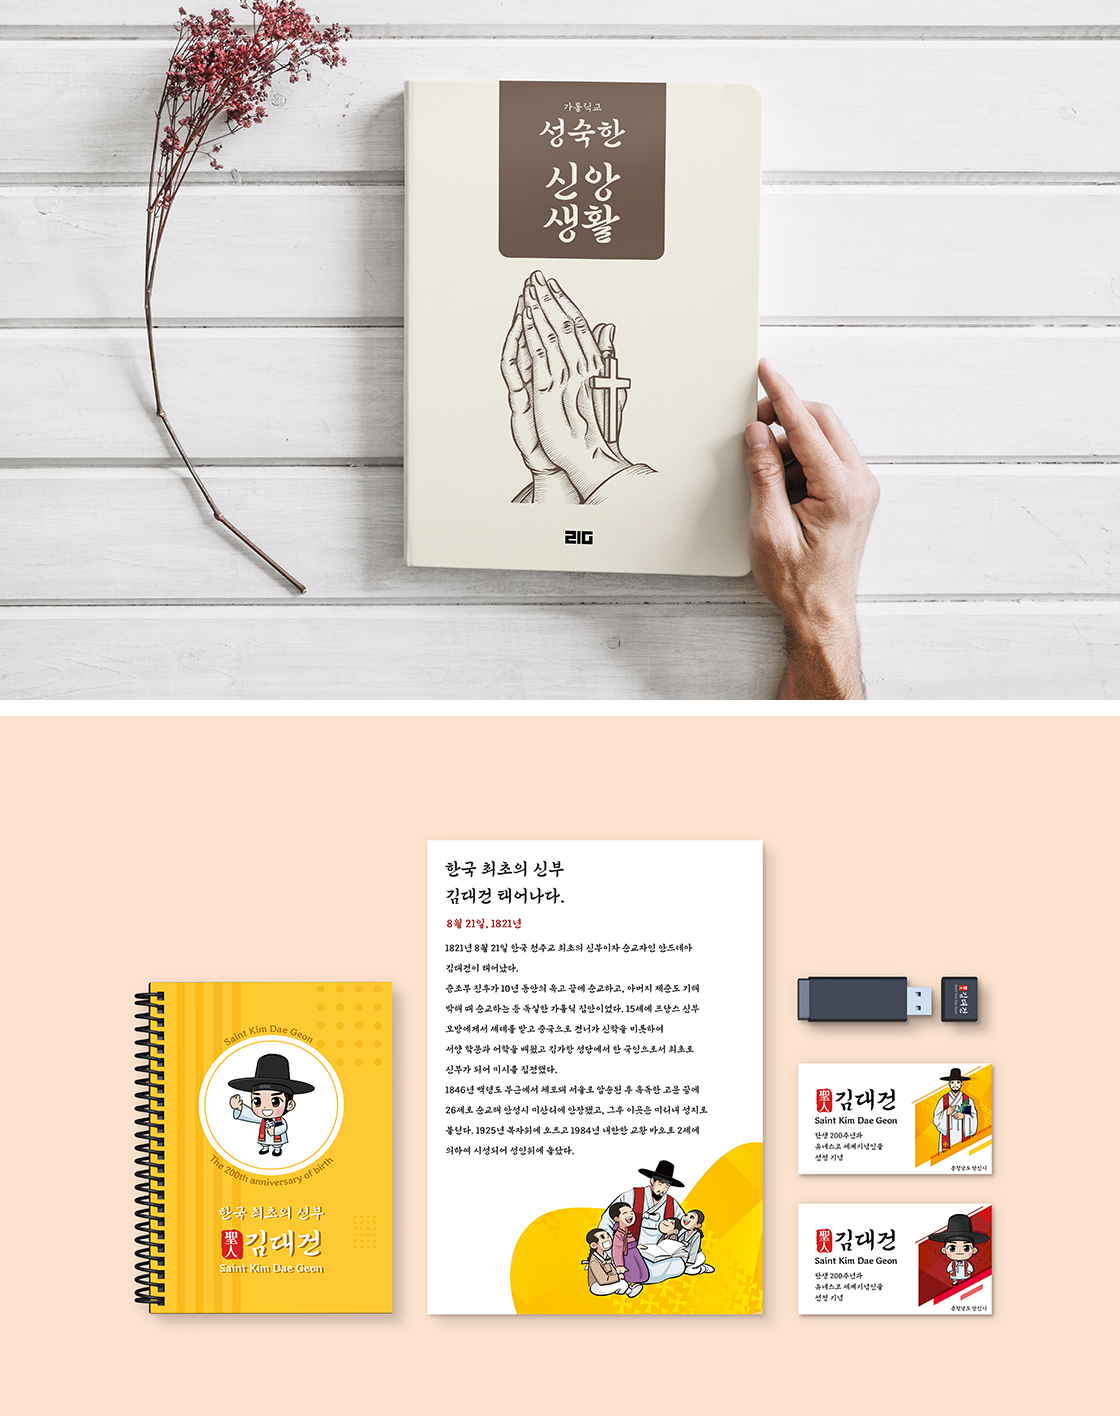 가톨릭교
성숙한
신앙
생활
21G
Saint Kim Dae Geon
The 200th anniversary of birth
한국 최초의 신부
聖人 김대건
Saint Kim Dae Geon
한국 최초의 신부
김대건 태어나다.
8월 21일, 1821년
1821년 8월 21일 한국 천주교 최초의 신부이자 순교자인 안드레아
김대건이 태어났다.
증조부 진후가 10년 동안의 옥고 끝에 순교하고, 아버지 제준도 기해
박해 때 순교하는 등 독실한 가톨릭 집안이었다. 15세에 프랑스 신부
모방에게서 세례를 받고 중국으로 건너가 신학을 비롯하여
서양 학문과 어학을 배웠고 김가항 성당에서 한국인으로서 최초로
신부가 되어 미사를 집전했다.
1846년 백령도 부근에서 체포돼 서울로 압송된 후 혹독한 고문 끝에
26세로 순교해 안성시 미산리에 안장됐고, 그후 이곳은 미리내 성지로
불린다. 1925년 복자위에 오르고 1984년 내한한 교황 바오로 2세에
의하여 시성되어 성인위에 올랐다.
聖人 김대건
聖人 김대건
Saint Kim Dae Geon
탄생 200주년과
유네스코 세계기념인물
선정 기념
충청남도 당진시
聖人 김대건
Saint Kim Dae Geon
탄생 200주년과
유네스코 세계기념인물
선정 기념
충청남도 당진시